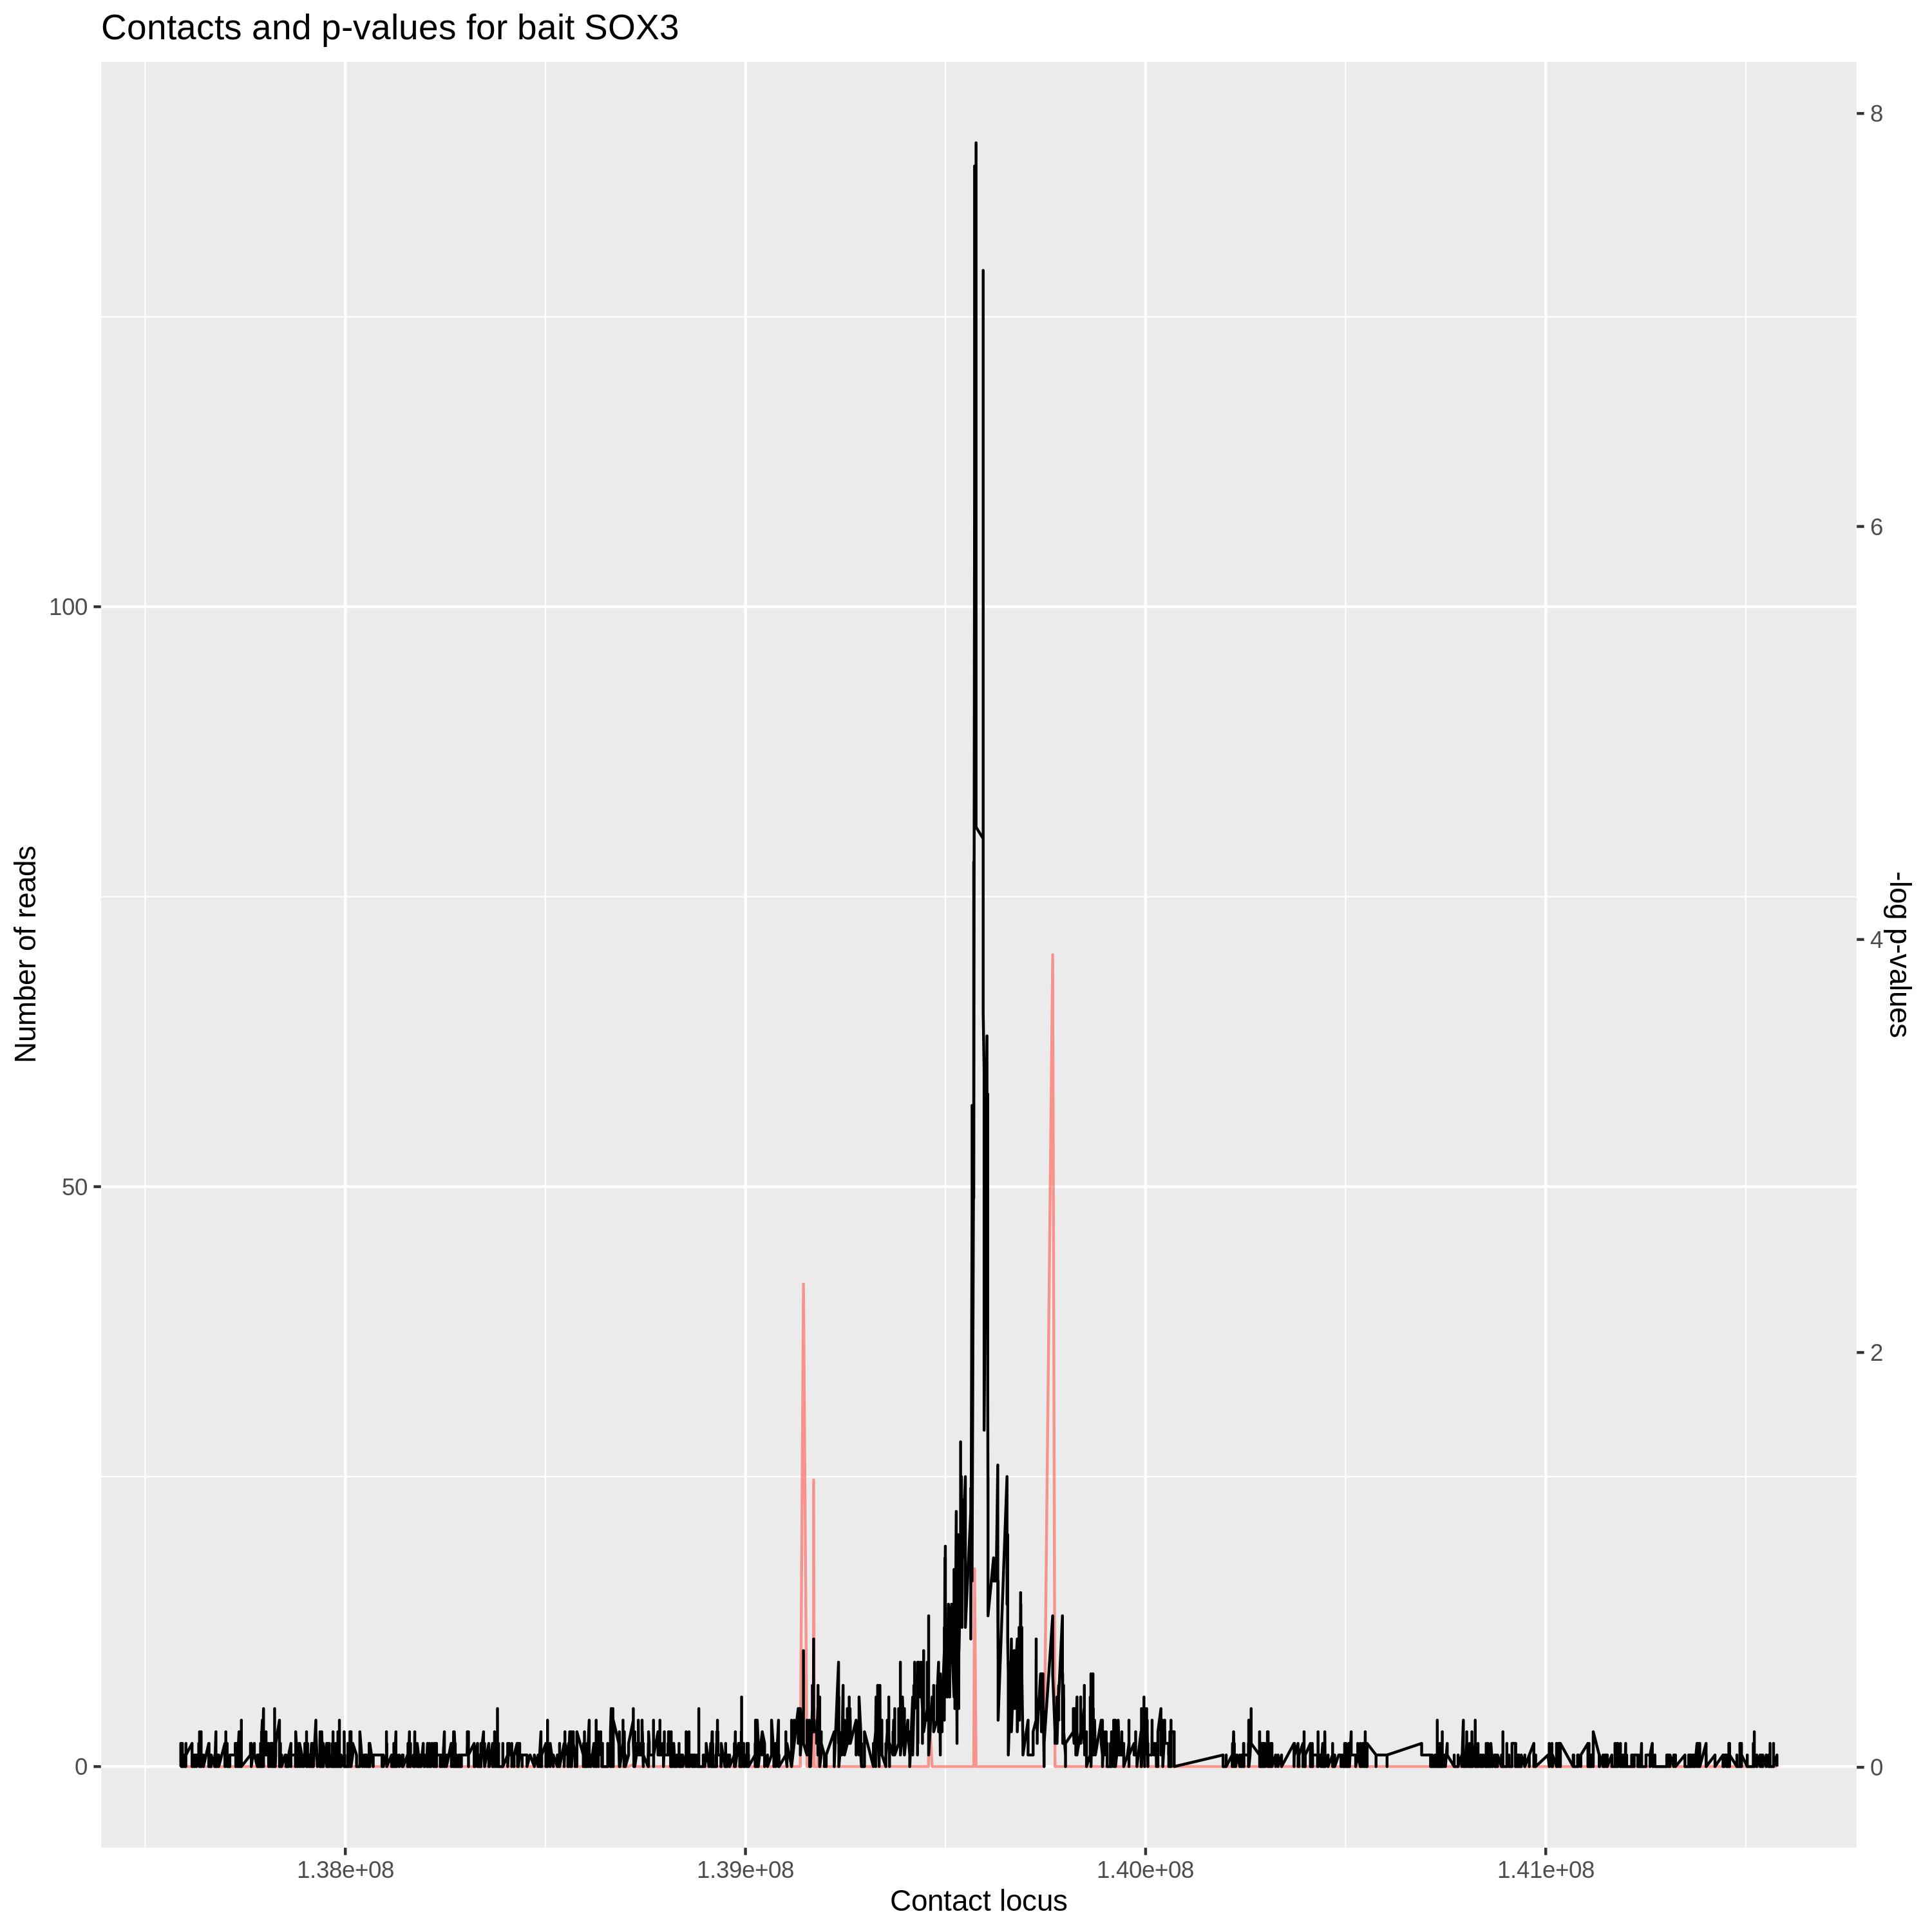 Contacts and p-values for bait SOX3
Number of reads
100
50
0
8
6
4
2
0
-log p-values
1.38e+08
1.39e+08
1.40e+08
1.41e+08
Contact locus